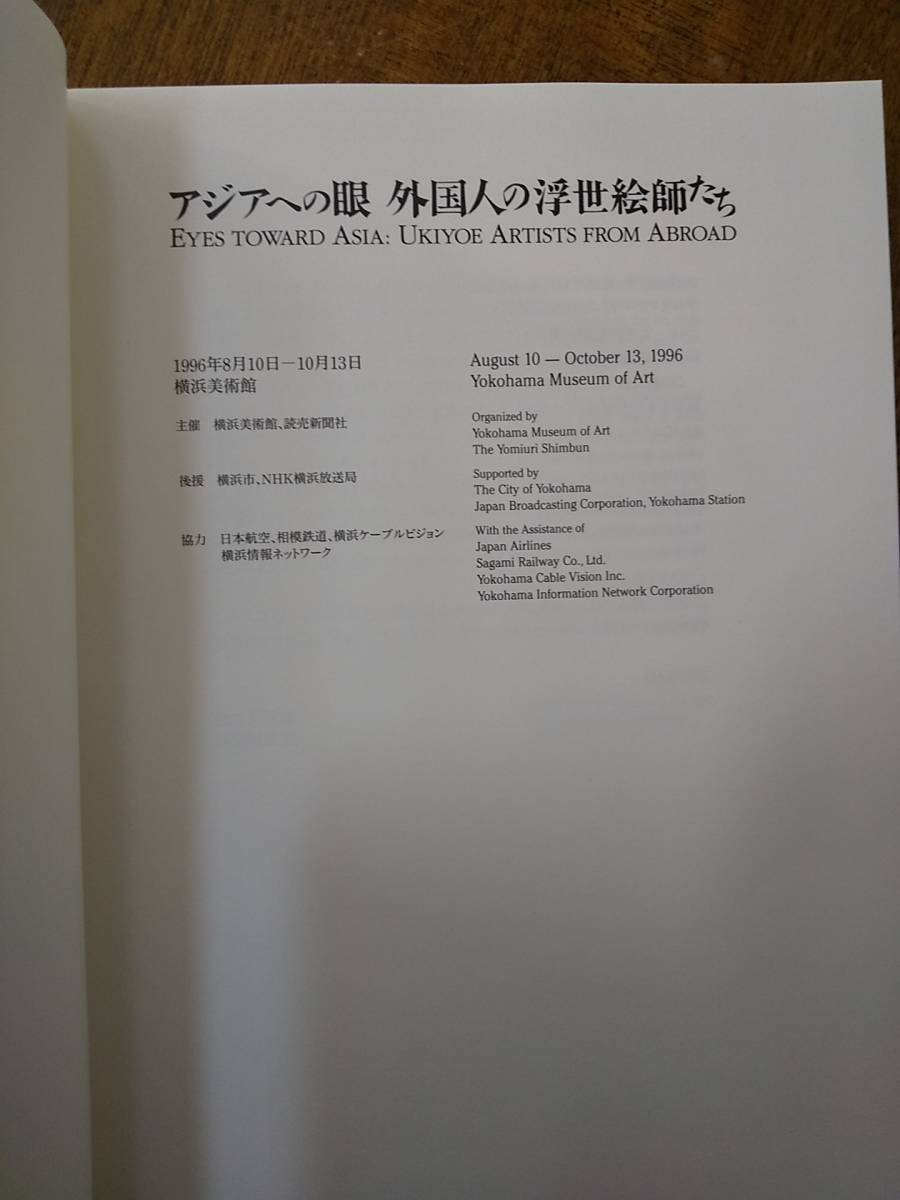 アジアへの眼 外国人の浮世絵師たち
EYES TOWARD ASIA: UKIYOE ARTISTS FROM ABROAD
1996年8月10日―10月13日
横浜美術館
主催 横浜美術館、読売新聞社
後援 横浜市、NHK横浜放送局
協力 日本航空、相模鉄道、横浜ケーブルビジョン
横浜情報ネットワーク
August 10 — October 13, 1996
Yokohama Museum of Art
Organized by
Yokohama Museum of Art
The Yomiuri Shimbun
Supported by
The City of Yokohama
Japan Broadcasting Corporation, Yokohama Station
With the Assistance of
Japan Airlines
Sagami Railway Co., Ltd.
Yokohama Cable Vision Inc.
Yokohama Information Network Corporation